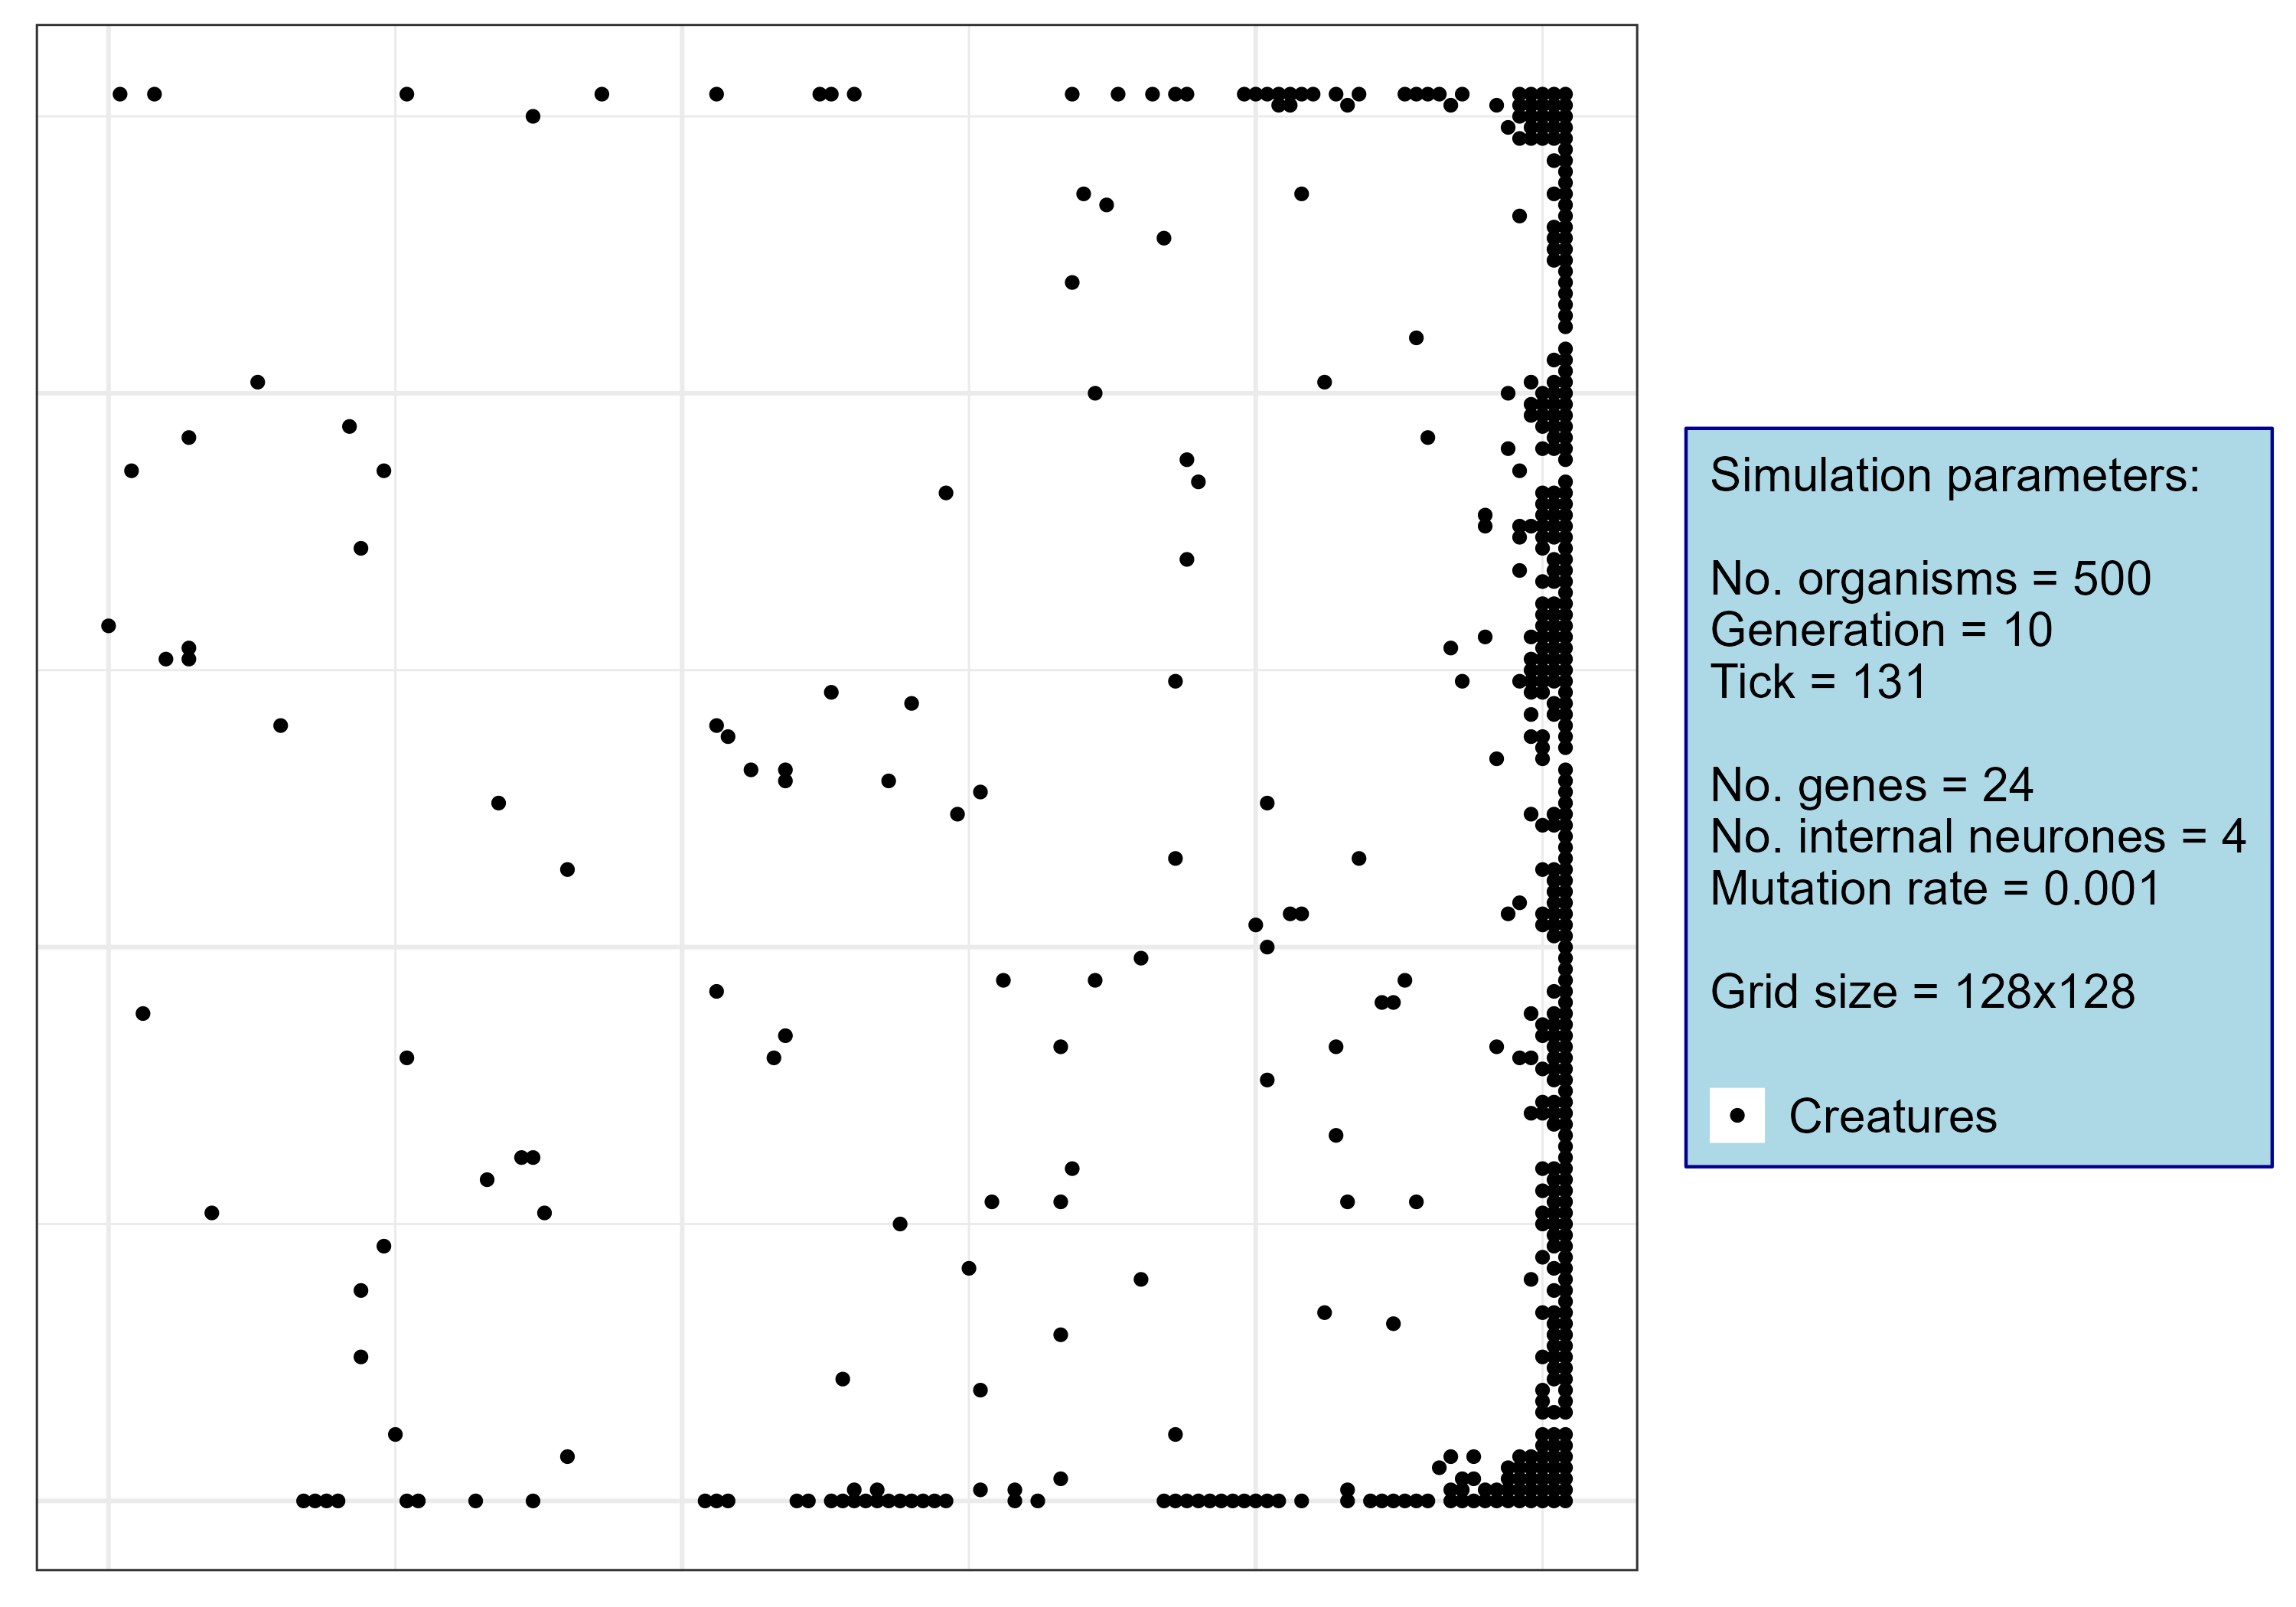 Simulation parameters:
No. organisms = 500
Generation = 10
Tick = 131
No. genes = 24
No. internal neurones = 4
Mutation rate = 0.001
Grid size = 128x128
Creatures